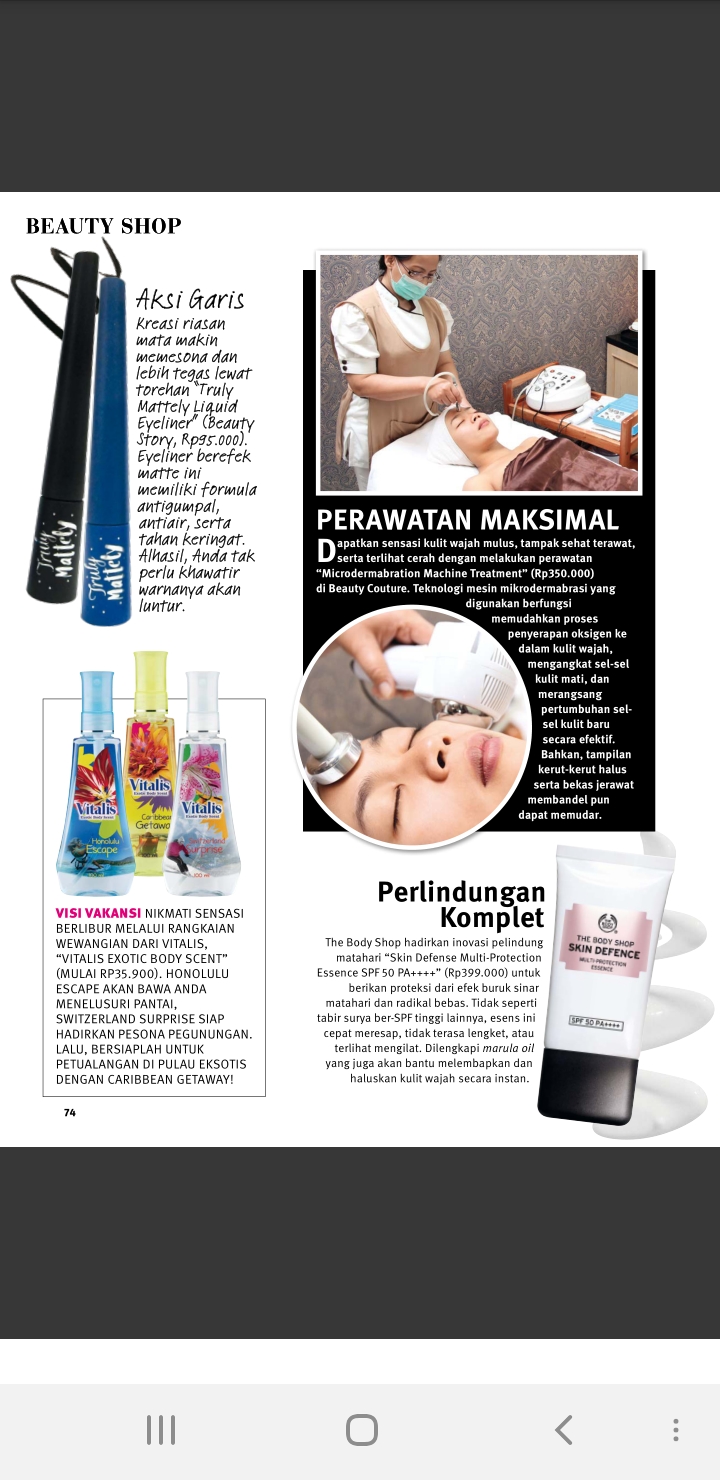 BEAUTY SHOP
Aksi Garis
Kreasi riasan
mata makin
memesona dan
lebih tegas lewat
torehan "Truly
Mattely Liquid
Eyeliner" (Beauty
Story, Rp95.000).
Eyeliner berefek
matte ini
memiliki formula
antigumpal,
antiair, serta
tahan keringat.
Alhasil, Anda tak
perlu khawatir
warnanya akan
luntur.
Truly
Mattely
Truly
Mattely
PERAWATAN MAKSIMAL
Dapatkan sensasi kulit wajah mulus, tampak sehat terawat,
serta terlihat cerah dengan melakukan perawatan
“Microdermabration Machine Treatment” (Rp350.000)
di Beauty Couture. Teknologi mesin mikrodermabrasi yang
digunakan berfungsi
memudahkan proses
penyerapan oksigen ke
dalam kulit wajah,
mengangkat sel-sel
kulit mati, dan
merangsang
pertumbuhan sel-
sel kulit baru
secara efektif.
Bahkan, tampilan
kerut-kerut halus
serta bekas jerawat
membandel pun
dapat memudar.
Vitalis
Exotic Body Scent
Honolulu
Escape
Vitalis
Exotic Body Scent
Caribbean
Getaway
Vitalis
Exotic Body Scent
Switzerland
Surprise
100 ml
VISI VAKANSI NIKMATI SENSASI
BERLIBUR MELALUI RANGKAIAN
WEWANGIAN DARI VITALIS,
“VITALIS EXOTIC BODY SCENT”
(MULAI RP35.900). HONOLULU
ESCAPE AKAN BAWA ANDA
MENELUSURI PANTAI,
SWITZERLAND SURPRISE SIAP
HADIRKAN PESONA PEGUNUNGAN.
LALU, BERSIAPLAH UNTUK
PETUALANGAN DI PULAU EKSOTIS
DENGAN CARIBBEAN GETAWAY!
Perlindungan
Komplet
The Body Shop hadirkan inovasi pelindung
matahari “Skin Defense Multi-Protection
Essence SPF 50 PA++++” (Rp399.000) untuk
berikan proteksi dari efek buruk sinar
matahari dan radikal bebas. Tidak seperti
tabir surya ber-SPF tinggi lainnya, esens ini
cepat meresap, tidak terasa lengket, atau
terlihat mengilat. Dilengkapi marula oil
yang juga akan bantu melembapkan dan
haluskan kulit wajah secara instan.
THE BODY SHOP
SKIN DEFENCE
MULTI-PROTECTION
ESSENCE
SPF 50 PA++++
74